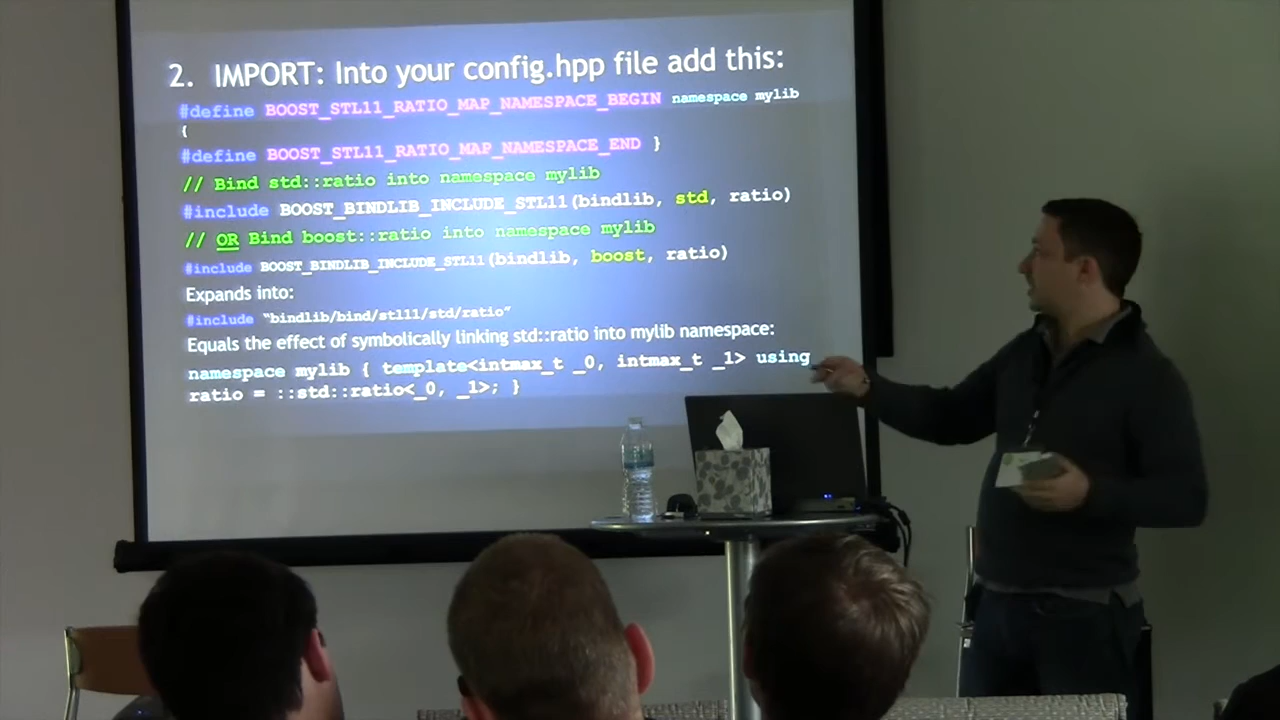 2. IMPORT: Into your config.hpp file add this:
#define BOOST_STL11_RATIO_MAP_NAMESPACE_BEGIN namespace mylib
{
#define BOOST_STL11_RATIO_MAP_NAMESPACE_END }
// Bind std::ratio into namespace mylib
#include BOOST_BINDLIB_INCLUDE_STL11(bindlib, std, ratio)
// OR Bind boost::ratio into namespace mylib
#include BOOST_BINDLIB_INCLUDE_STL11(bindlib, boost, ratio)
Expands into:
#include “bindlib/bind/stl11/std/ratio”
Equals the effect of symbolically linking std::ratio into mylib namespace:
namespace mylib { template<intmax_t _0, intmax_t _1> using
ratio = ::std::ratio<_0, _1>; }